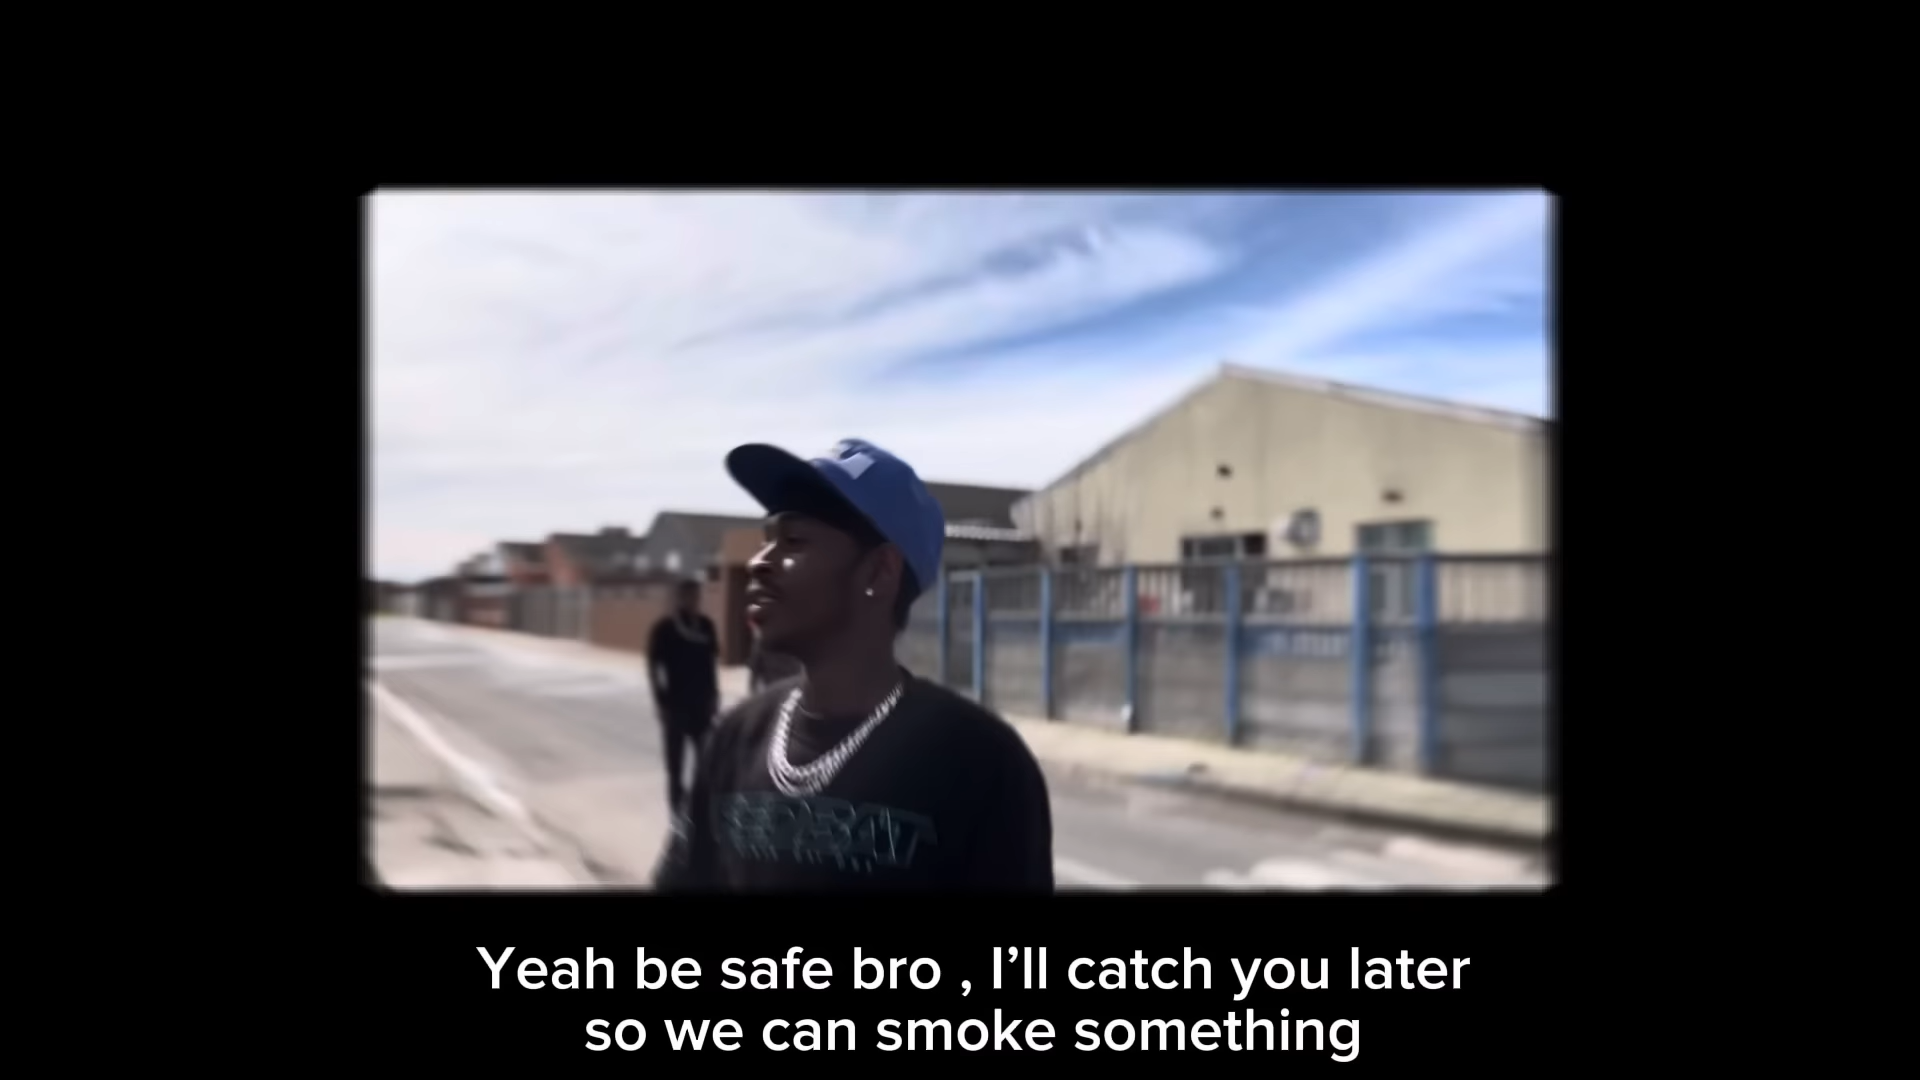 Yeah be safe bro , I’ll catch you later
so we can smoke something